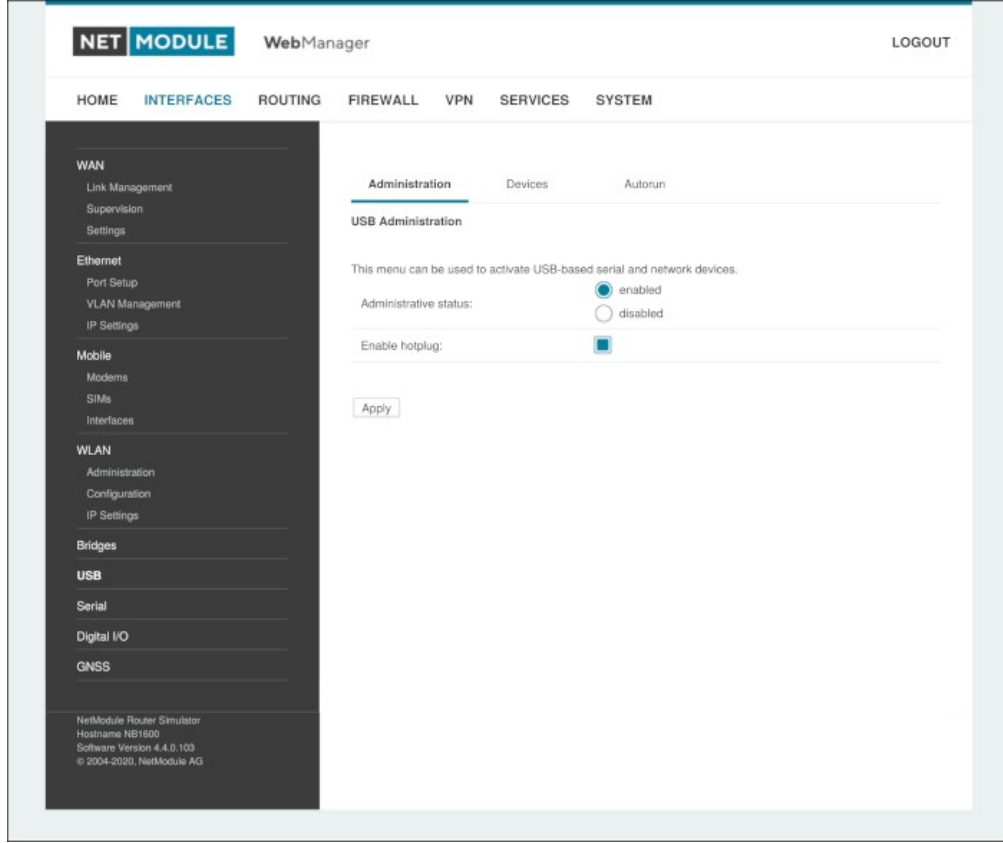 NET MODULE WebManager LOGOUT
HOME INTERFACES ROUTING FIREWALL VPN SERVICES SYSTEM
WAN
Link Management
Supervision
Settings
Ethernet
Port Setup
VLAN Management
IP Settings
Mobile
Modems
SIMs
Interfaces
WLAN
Administration
Configuration
IP Settings
Bridges
USB
Serial
Digital I/O
GNSS
NetModule Router Simulator
Hostname NB1600
Software Version 4.4.0.103
© 2004-2020, NetModule AG
Administration Devices Autorun
USB Administration
This menu can be used to activate USB-based serial and network devices.
Administrative status:
enabled
disabled
Enable hotplug:
Apply